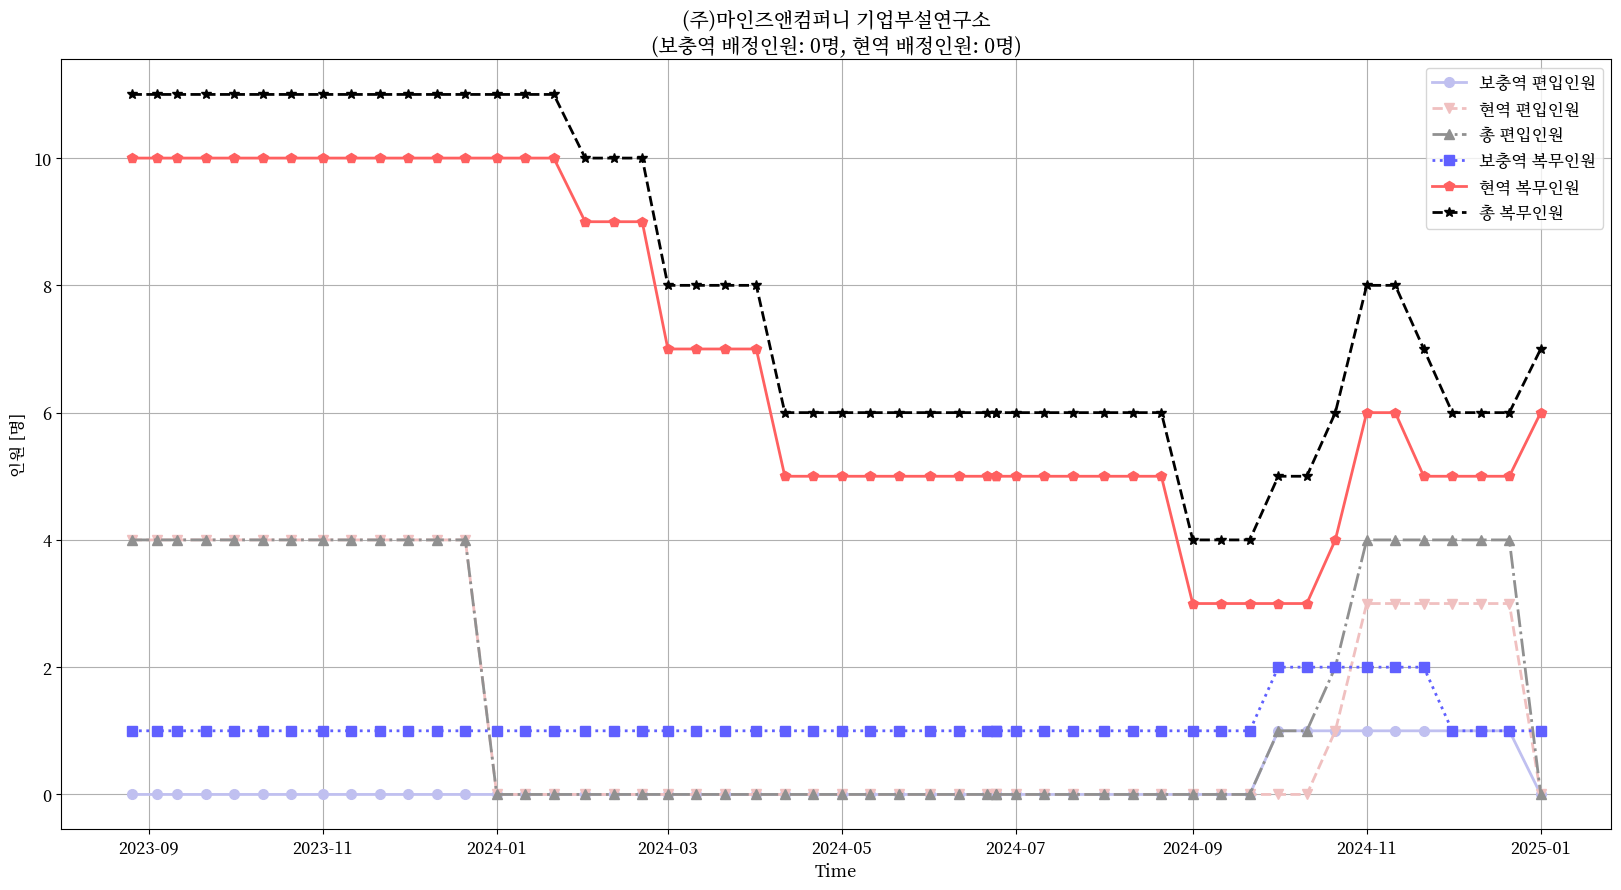 (주)마인즈앤컴퍼니 기업부설연구소
(보충역 배정인원: 0명, 현역 배정인원: 0명)
보충역 편입인원
현역 편입인원
총 편입인원
보충역 복무인원
현역 복무인원
총 복무인원
인원 [명]
10
8
6
4
2
0
2023-09
2023-11
2024-01
2024-03
2024-05
2024-07
2024-09
2024-11
2025-01
Time